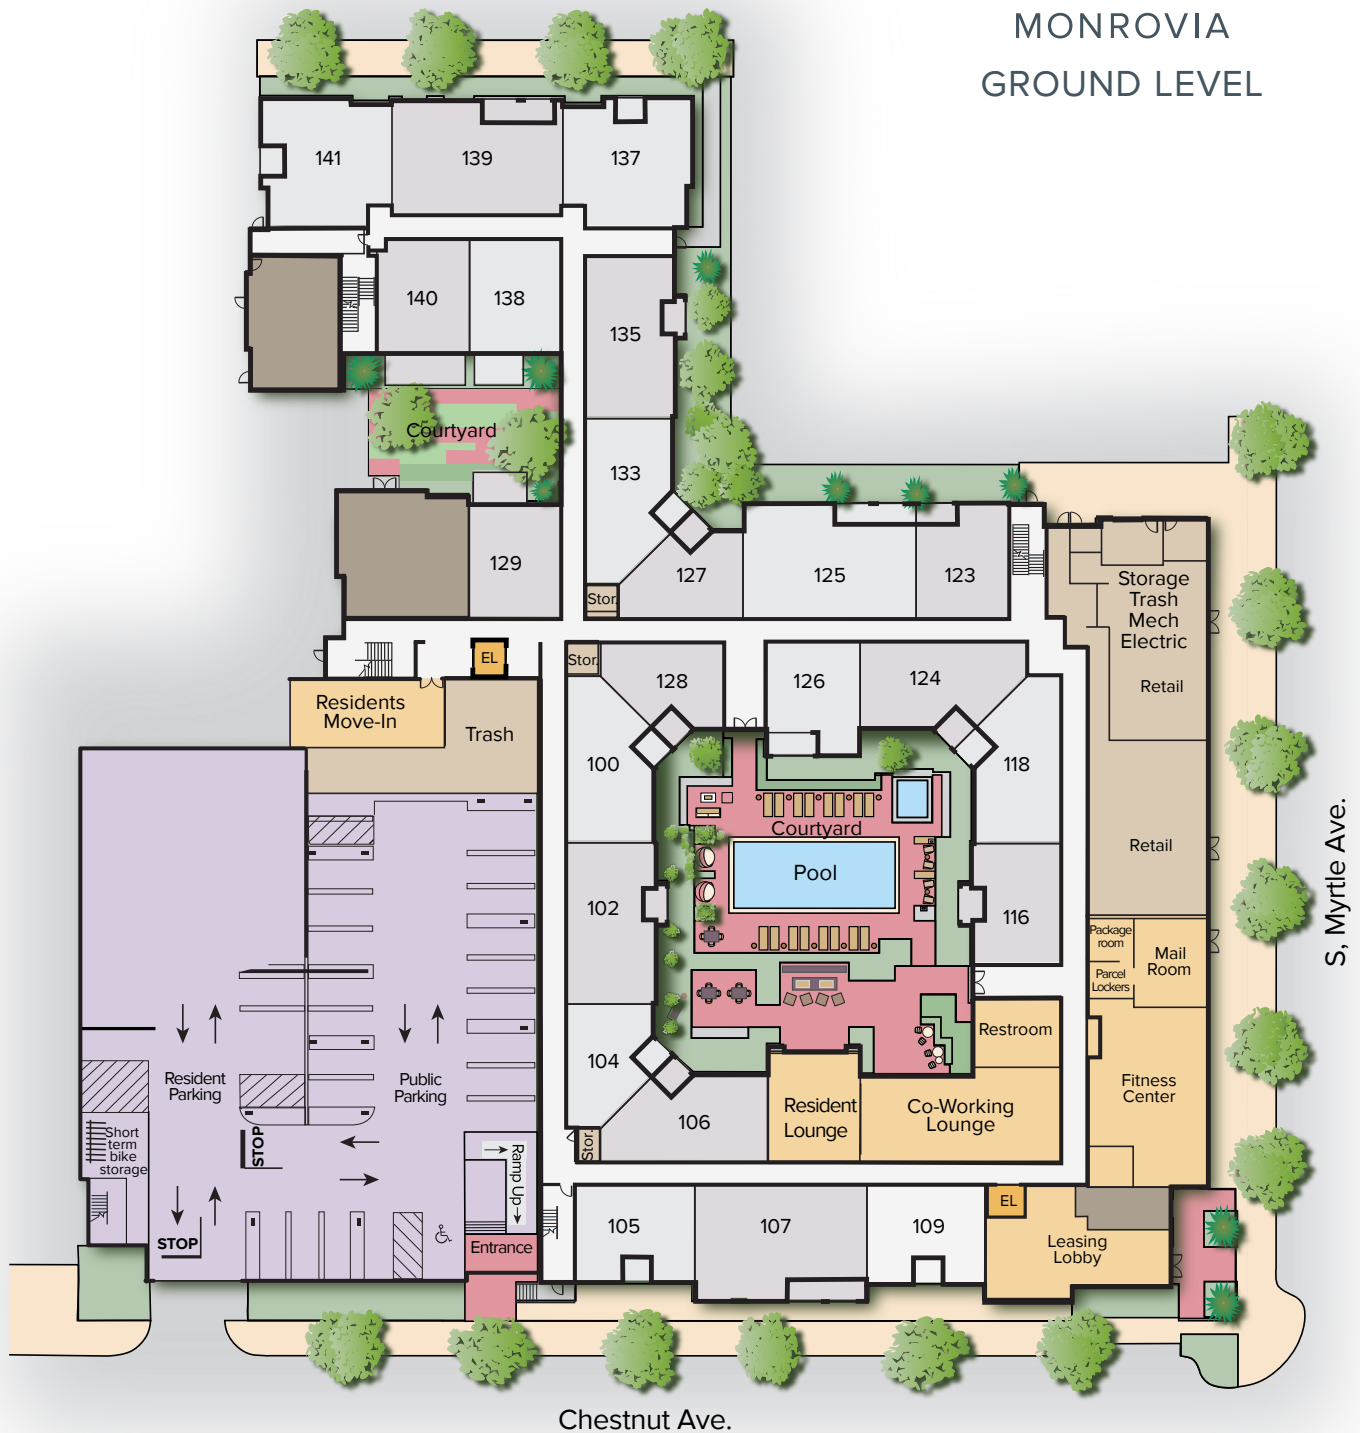 MONROVIA
GROUND LEVEL
141
139
137
140
138
135
Courtyard
133
129
Stor.
127
125
123
Storage
Trash
Mech
Electric
Retail
EL
Stor.
128
126
124
Residents
Move-In
Trash
100
118
Courtyard
Pool
Retail
102
116
Package
room
Mail
Room
Parcel
Lockers
S, Myrtle Ave.
Restroom
104
Resident
Parking
Public
Parking
Fitness
Center
Resident
Lounge
Co-Working
Lounge
106
Stor.
Short
term
bike
storage
STOP
Ramp Up
STOP
Entrance
105
107
109
EL
Leasing
Lobby
Chestnut Ave.